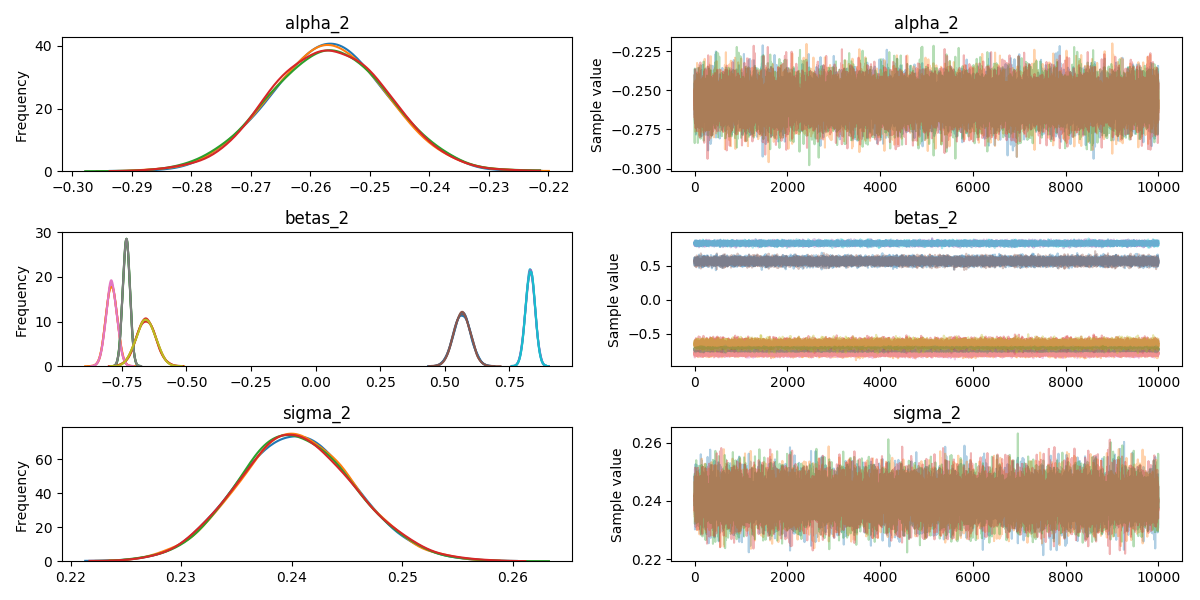 alpha_2
Frequency
40
20
0
−0.30 −0.29 −0.28 −0.27 −0.26 −0.25 −0.24 −0.23 −0.22
alpha_2
Sample value
−0.225
−0.250
−0.275
−0.300
0 2000 4000 6000 8000 10000
betas_2
Frequency
30
20
10
0
−0.75 −0.50 −0.25 0.00 0.25 0.50 0.75
betas_2
Sample value
0.5
0.0
−0.5
0 2000 4000 6000 8000 10000
sigma_2
Frequency
60
40
20
0
0.22 0.23 0.24 0.25 0.26
sigma_2
Sample value
0.26
0.24
0.22
0 2000 4000 6000 8000 10000